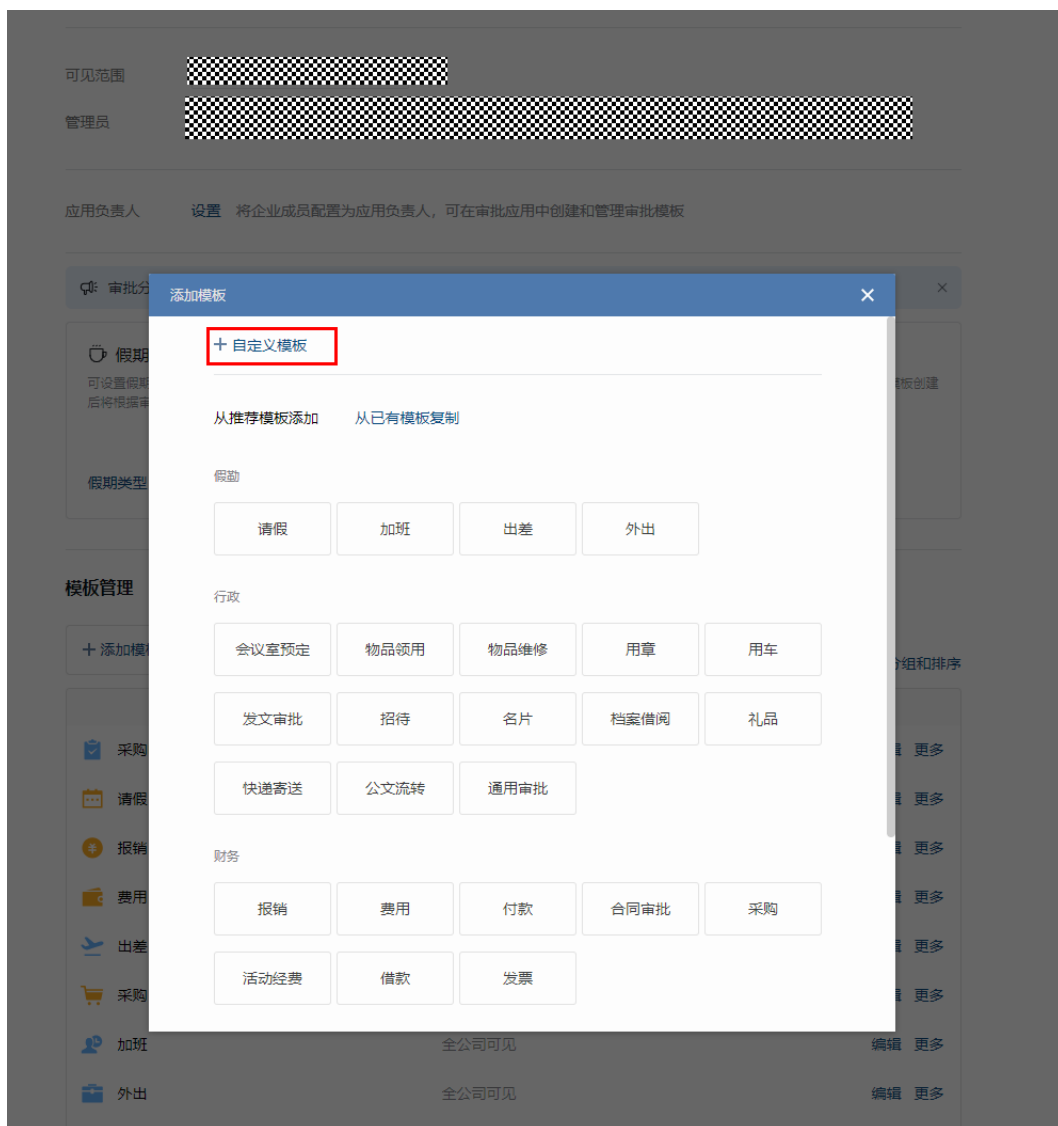 可见范围
管理员
应用负责人 设置 将企业成员配置为应用负责人，可在审批应用中创建和管理审批模板
审批分
添加模板
假期
+ 自定义模板
可设置假期
模板创建
后将根据审
从推荐模板添加 从已有模板复制
假期类型
假勤
请假 加班 出差 外出
模板管理
行政
+ 添加模
会议室预定 物品领用 物品维修 用章 用车
分组和排序
发文审批 招待 名片 档案借阅 礼品
采购 更多
快递寄送 公文流转 通用审批
请假 更多
报销 更多
财务
费用 更多
报销 费用 付款 合同审批 采购
出差 更多
活动经费 借款 发票
采购 更多
加班 全公司可见 编辑 更多
外出 全公司可见 编辑 更多